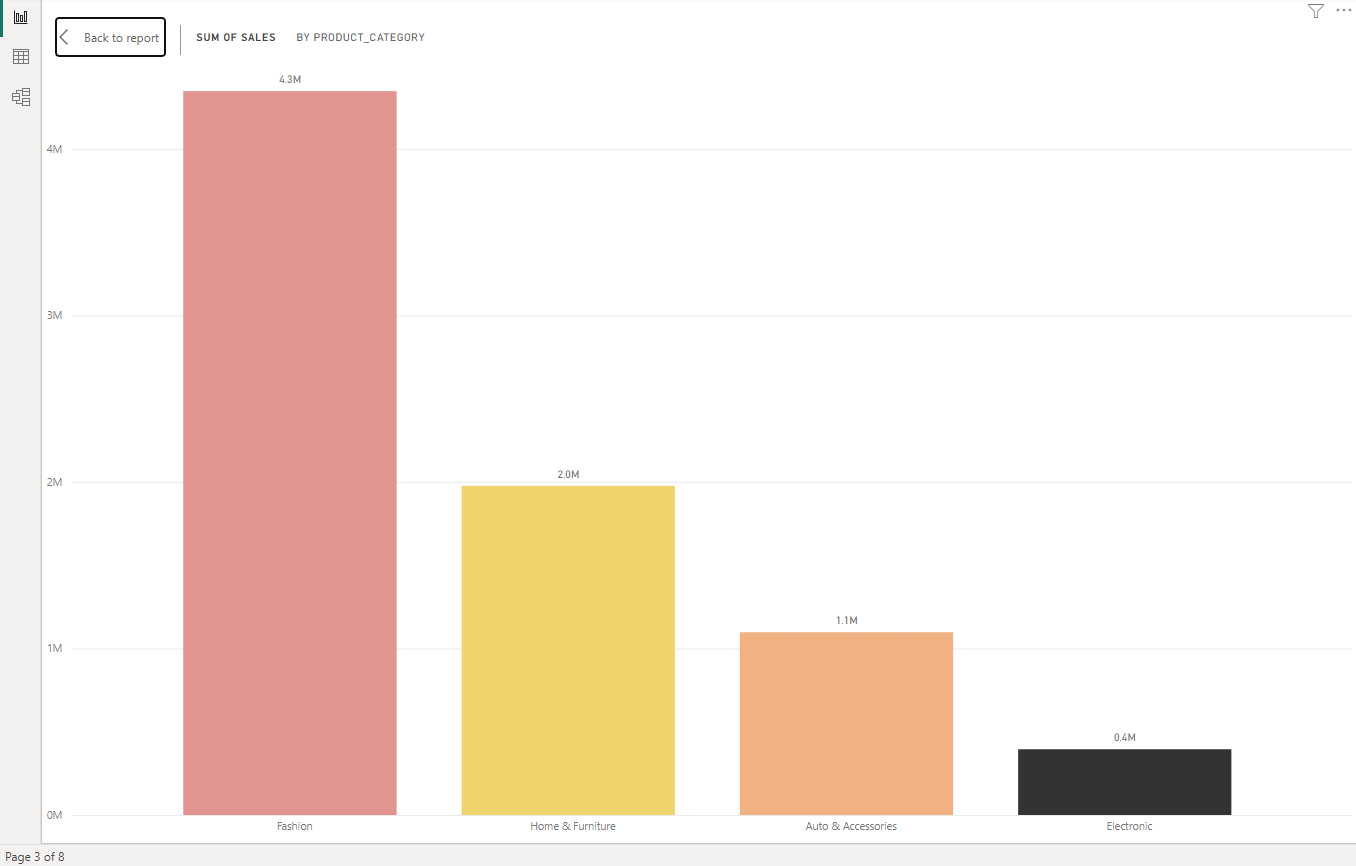 Back to report
SUM OF SALES BY PRODUCT_CATEGORY
4.3M
4M
3M
2.0M
2M
1.1M
1M
0.4M
0M
Fashion Home & Furniture Auto & Accessories Electronic
Page 3 of 8